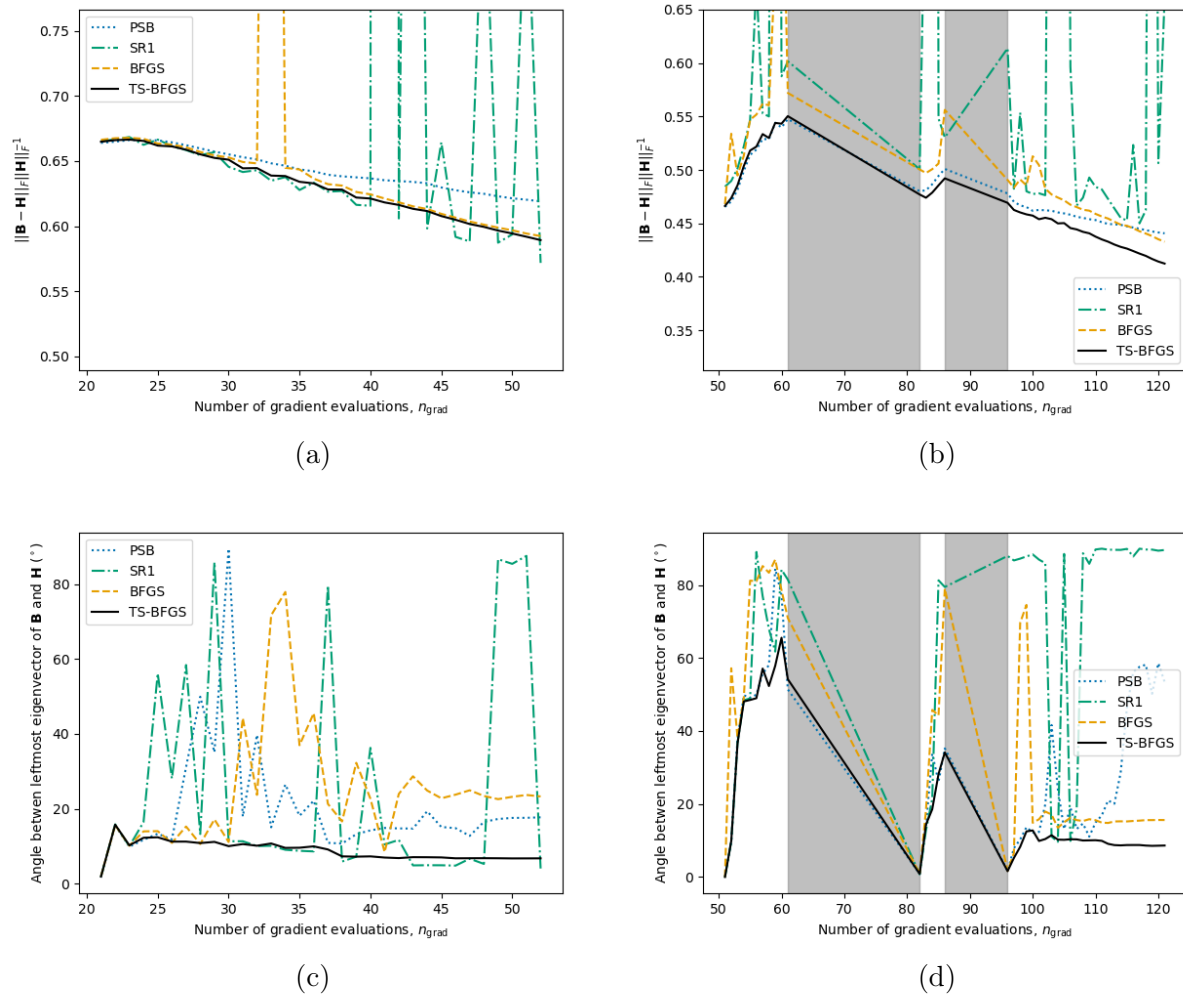 PSB
SR1
BFGS
TS-BFGS
0.75
0.70
0.65
0.60
0.55
0.50
||B − H||_F||H||_F^{-1}
20 25 30 35 40 45 50
Number of gradient evaluations, n_grad
(a)
0.65
0.60
0.55
0.50
0.45
0.40
0.35
||B − H||_F||H||_F^{-1}
PSB
SR1
BFGS
TS-BFGS
50 60 70 80 90 100 110 120
Number of gradient evaluations, n_grad
(b)
PSB
SR1
BFGS
TS-BFGS
80
60
40
20
0
Angle betwen leftmost eigenvector of B and H (°)
20 25 30 35 40 45 50
Number of gradient evaluations, n_grad
(c)
80
60
40
20
0
Angle betwen leftmost eigenvector of B and H (°)
PSB
SR1
BFGS
TS-BFGS
50 60 70 80 90 100 110 120
Number of gradient evaluations, n_grad
(d)